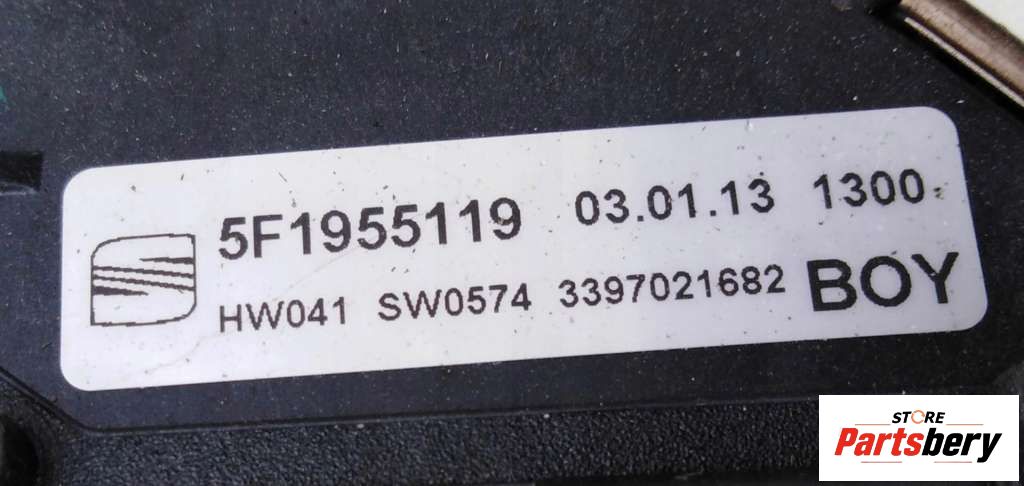 5F1955119 03.01.13 1300
HW041 SW0574 3397021682 BOY
STORE
Partsbery